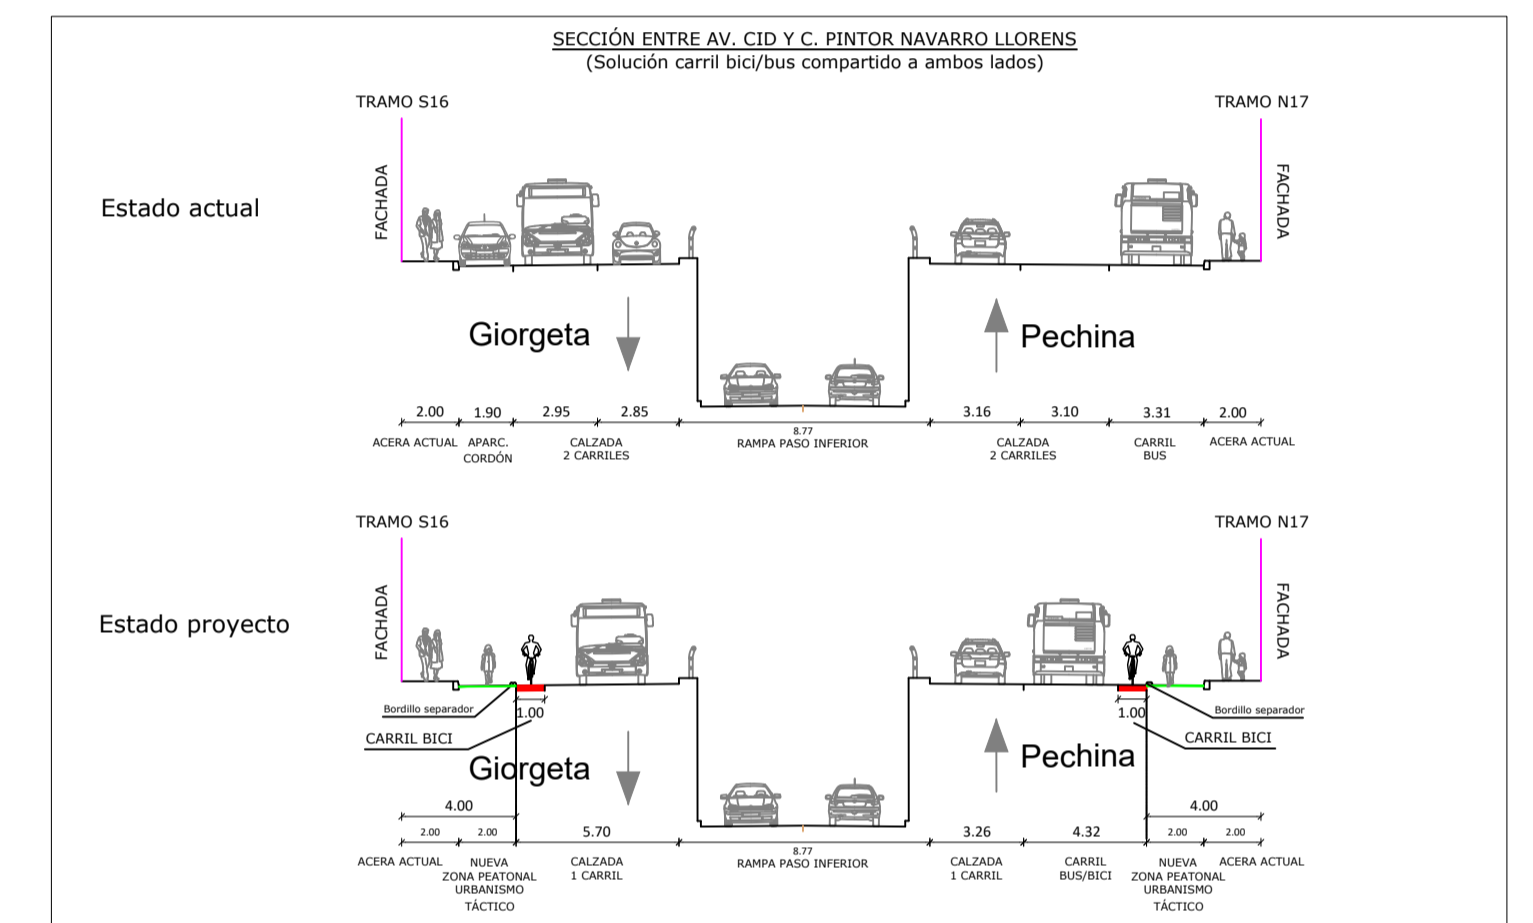 SECCIÓN ENTRE AV. CID Y C. PINTOR NAVARRO LLORENS
(Solución carril bici/bus compartido a ambos lados)
TRAMO S16
TRAMO N17
FACHADA
FACHADA
Estado actual
Giorgeta
Pechina
2.00 1.90 2.95 2.85 8.77 3.16 3.10 3.31 2.00
ACERA ACTUAL APARC. CALZADA RAMPA PASO INFERIOR CALZADA CARRIL ACERA ACTUAL
CORDÓN 2 CARRILES 2 CARRILES BUS
TRAMO S16
TRAMO N17
FACHADA
FACHADA
Estado proyecto
Bordillo separador
1.00
1.00
Bordillo separador
CARRIL BICI
CARRIL BICI
Giorgeta
Pechina
4.00
4.00
2.00 2.00 5.70 8.77 3.26 4.32 2.00 2.00
ACERA ACTUAL NUEVA CALZADA RAMPA PASO INFERIOR CALZADA CARRIL NUEVA ACERA ACTUAL
ZONA PEATONAL 1 CARRIL 1 CARRIL BUS/BICI ZONA PEATONAL
URBANISMO URBANISMO
TÁCTICO TÁCTICO